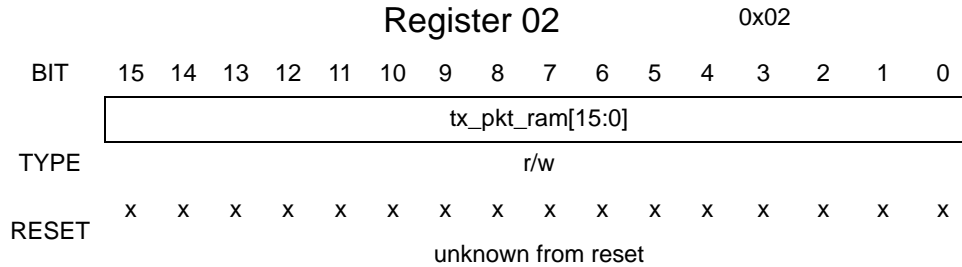 Register 02 0x02
BIT 15 14 13 12 11 10 9 8 7 6 5 4 3 2 1 0
tx_pkt_ram[15:0]
TYPE r/w
RESET x x x x x x x x x x x x x x x x
unknown from reset